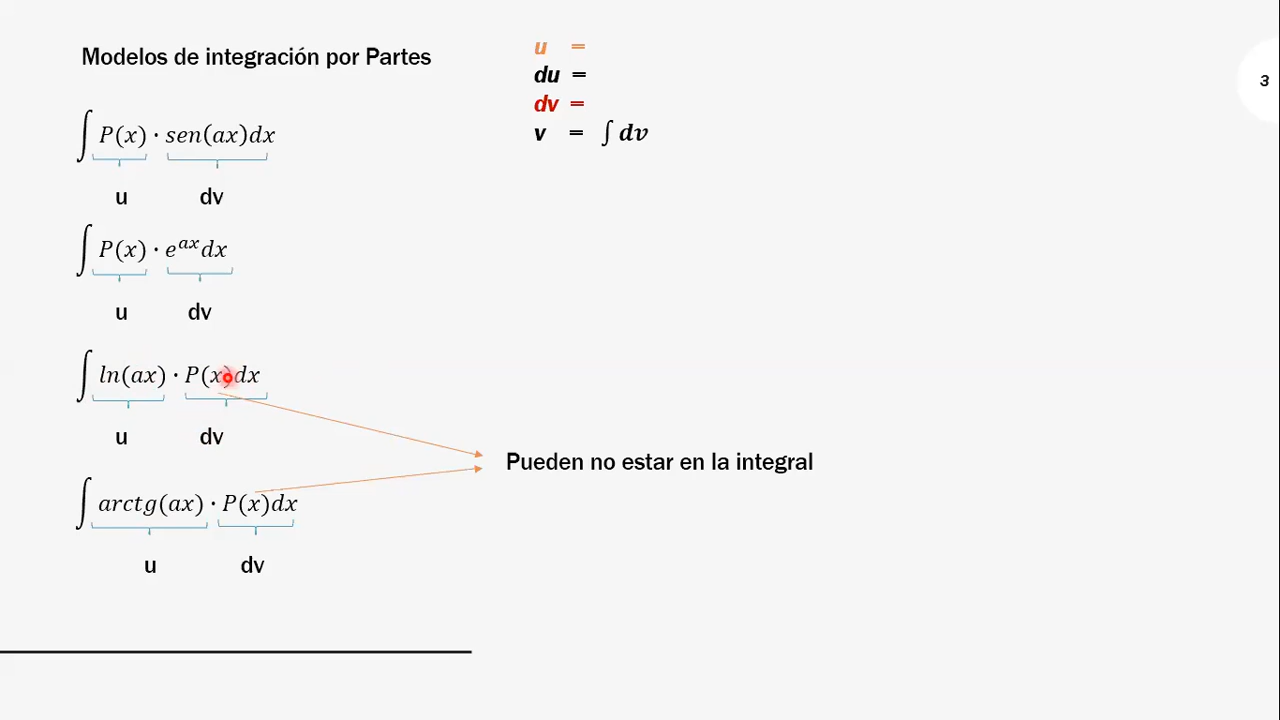 Modelos de integración por Partes
u =
du =
dv =
v = ∫ dv
3
∫ P(x) · sen(ax)dx
u dv
∫ P(x) · e^{ax}dx
u dv
∫ ln(ax) · P(x)dx
u dv
Pueden no estar en la integral
∫ arctg(ax) · P(x)dx
u dv